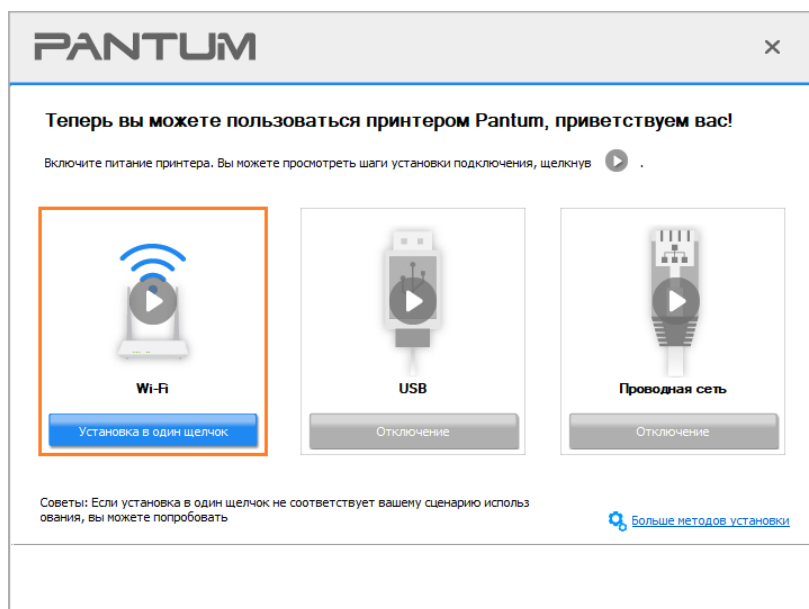 PANTUM
Теперь вы можете пользоваться принтером Pantum, приветствуем вас!
Включите питание принтера. Вы можете просмотреть шаги установки подключения, щелкнув .
Wi-Fi
USB
Проводная сеть
Установка в один щелчок
Отключение
Отключение
Советы: Если установка в один щелчок не соответствует вашему сценарию использ
ования, вы можете попробовать
Больше методов установки